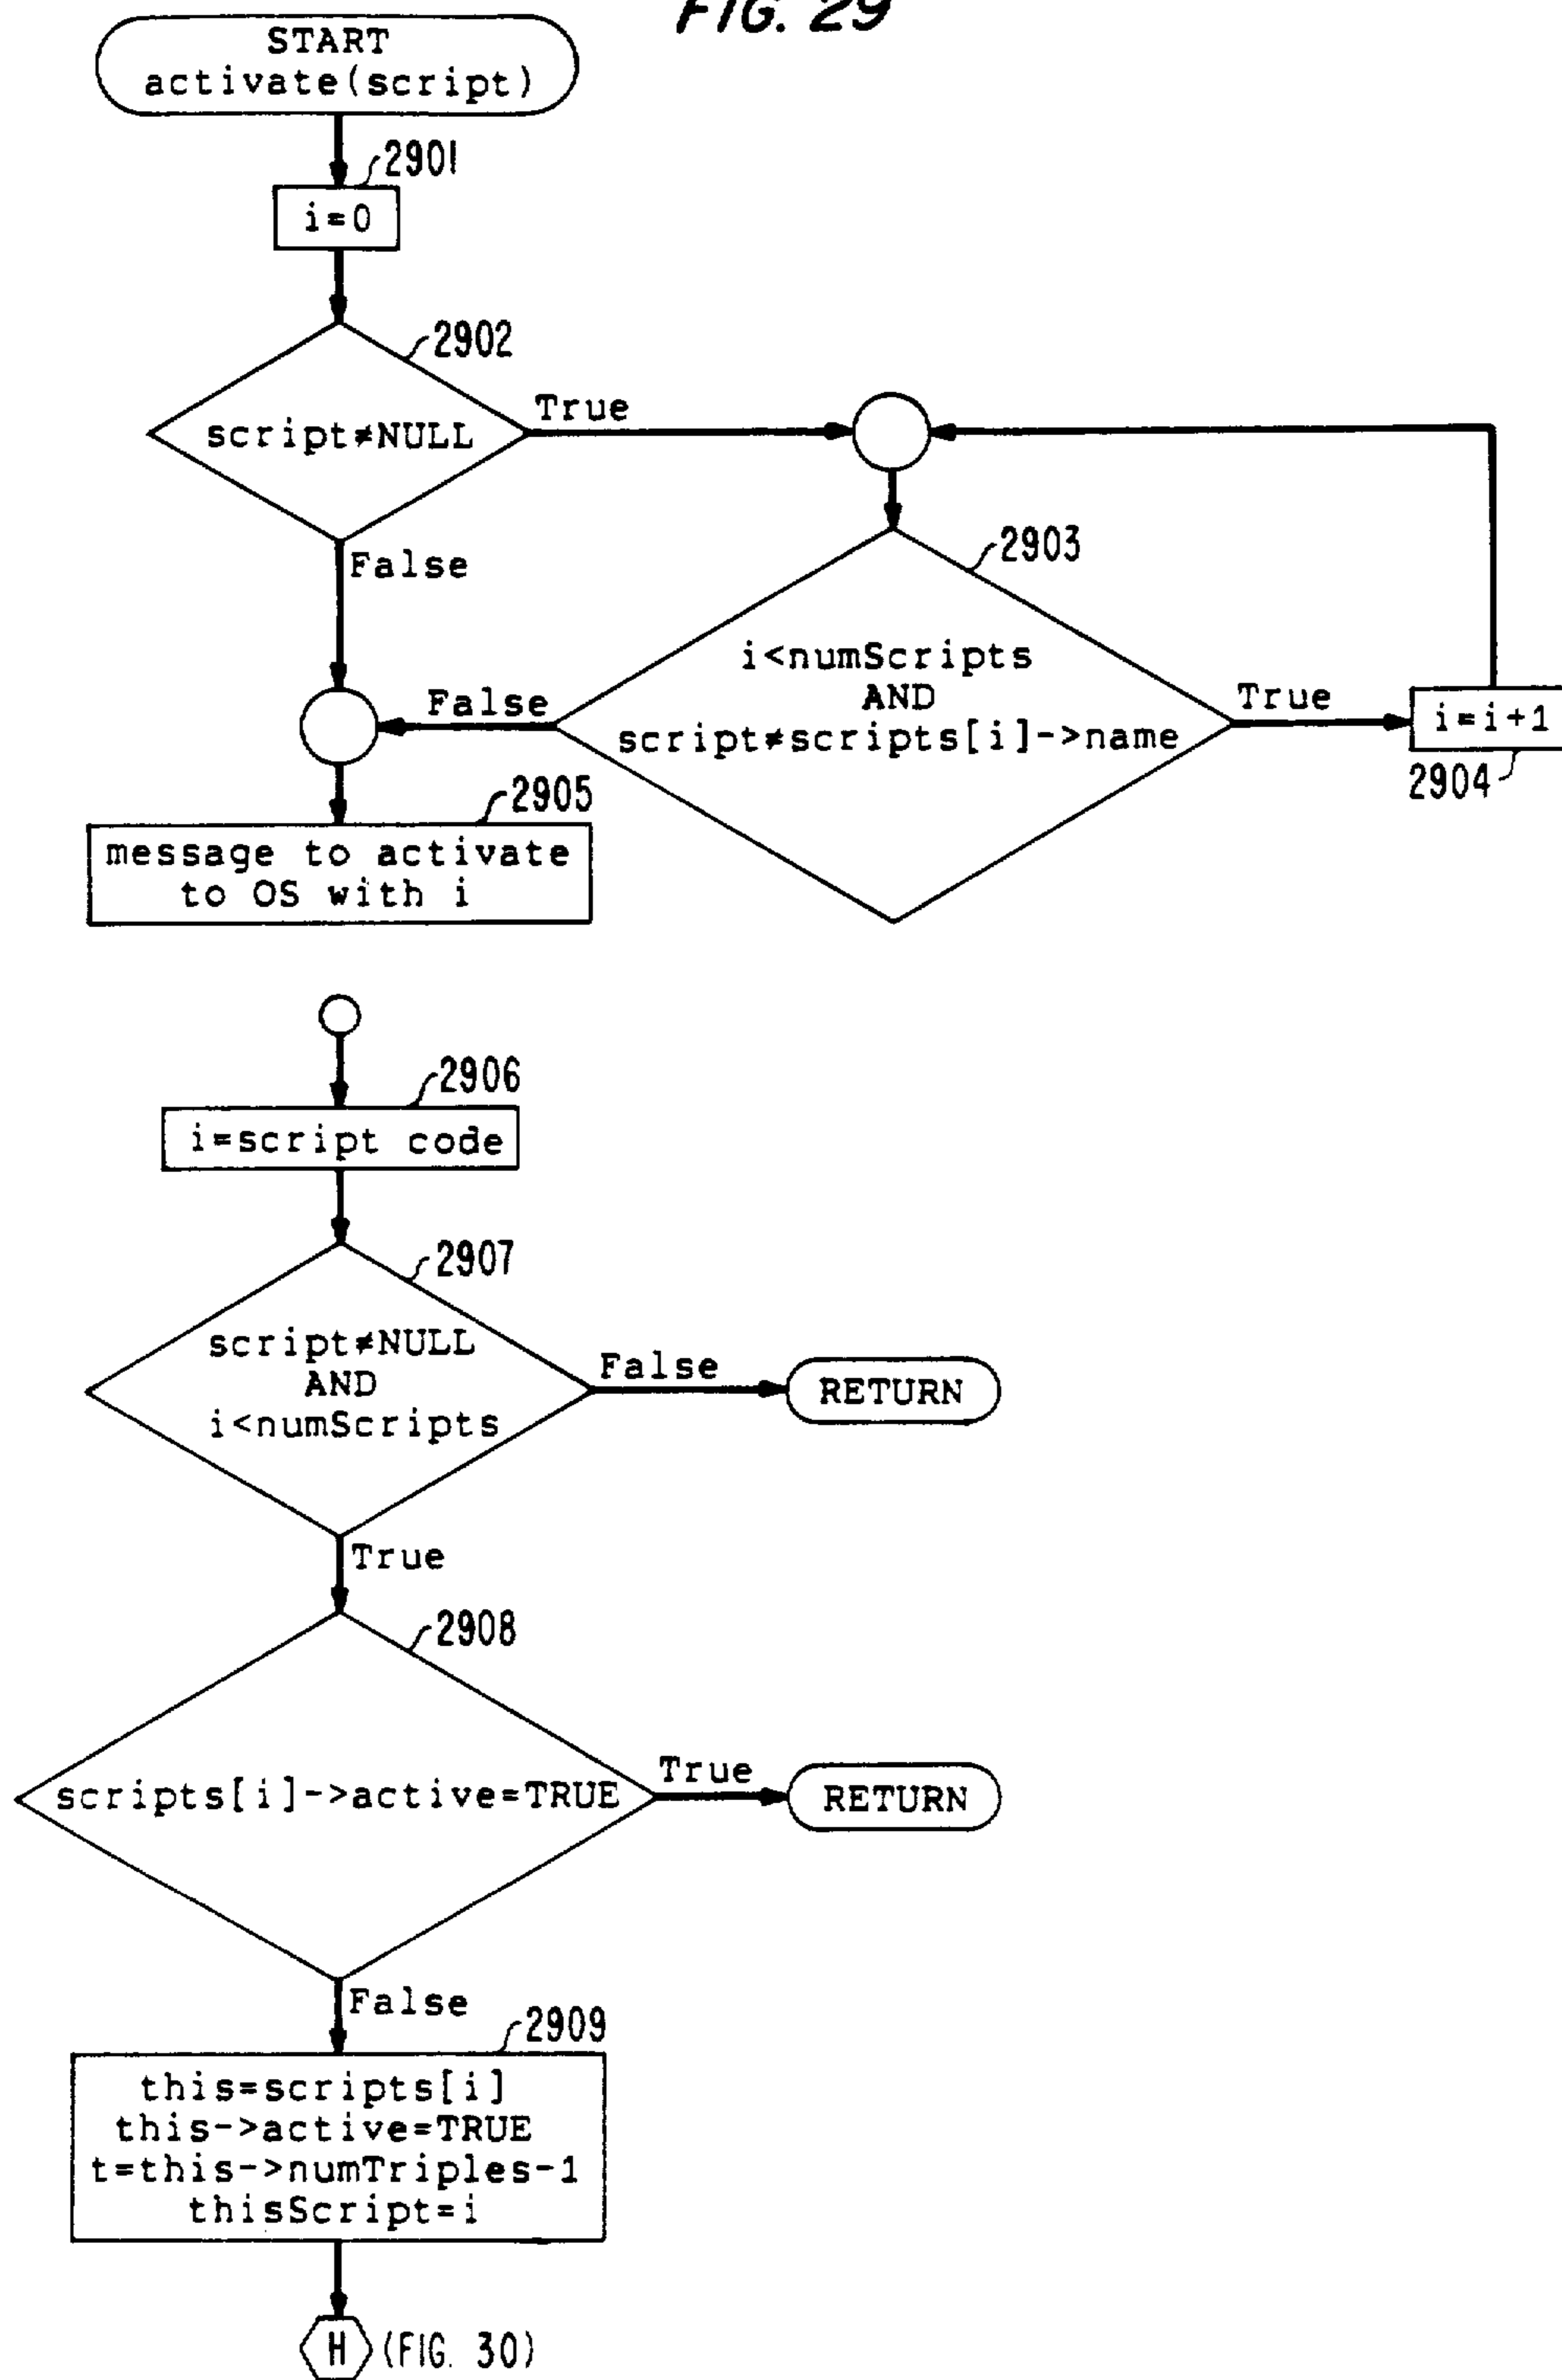 FIG. 29
START
activate(script)
2901
i=0
2902
script≠NULL
True
False
2903
i<numScripts
AND
script≠scripts[i]->name
False
True
i=i+1
2904
2905
message to activate
to OS with i
2906
i=script code
2907
script≠NULL
AND
i<numScripts
False
RETURN
True
2908
scripts[i]->active=TRUE
True
RETURN
False
2909
this=scripts[i]
this->active=TRUE
t=this->numTriples-1
thisScript=i
H (FIG. 30)